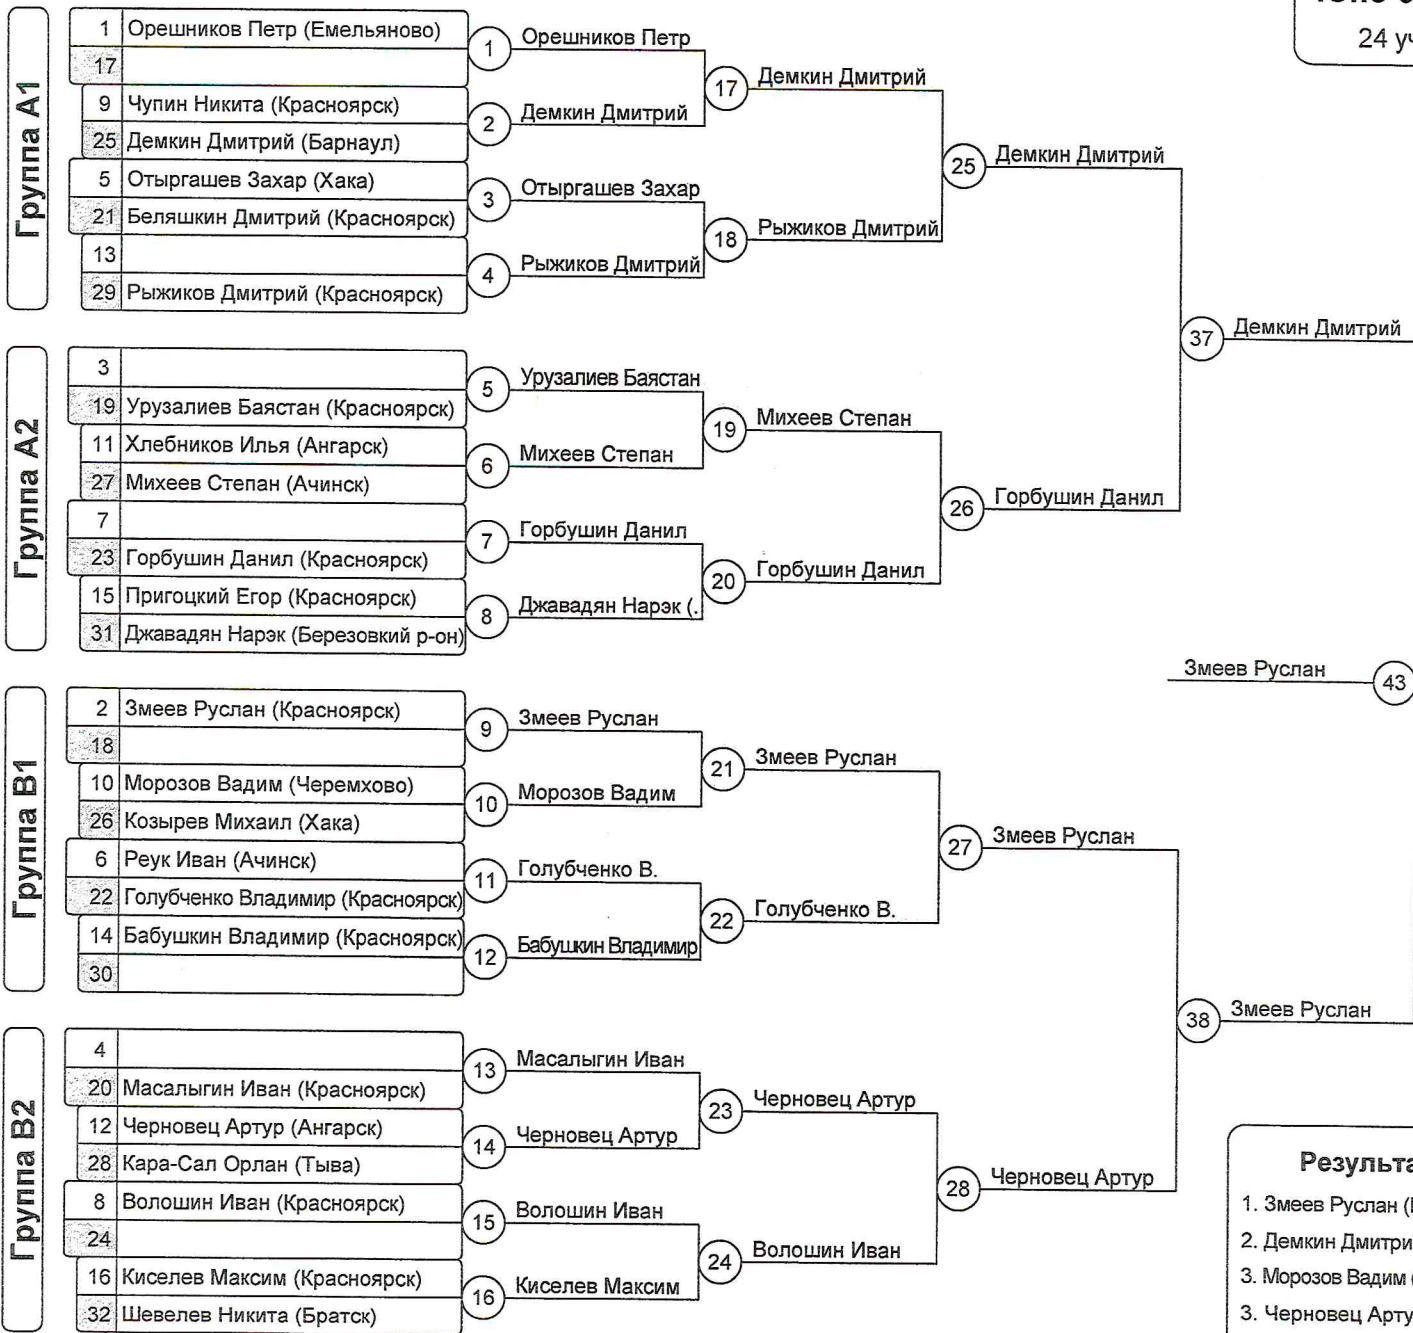 24 уч
Группа A1
1 Орешников Петр (Емельяново)
17
9 Чупин Никита (Красноярск)
25 Демкин Дмитрий (Барнаул)
5 Отыргашев Захар (Хака)
21 Беляшкин Дмитрий (Красноярск)
13
29 Рыжиков Дмитрий (Красноярск)
1 Орешников Петр
2 Демкин Дмитрий
3 Отыргашев Захар
4 Рыжиков Дмитрий
17 Демкин Дмитрий
18 Рыжиков Дмитрий
25 Демкин Дмитрий
Группа A2
3
19 Урузалиев Баястан (Красноярск)
11 Хлебников Илья (Ангарск)
27 Михеев Степан (Ачинск)
7
23 Горбушин Данил (Красноярск)
15 Пригоцкий Егор (Красноярск)
31 Джавадян Нарэк (Березовкий р-он)
5 Урузалиев Баястан
6 Михеев Степан
7 Горбушин Данил
8 Джавадян Нарэк (.
19 Михеев Степан
20 Горбушин Данил
26 Горбушин Данил
37 Демкин Дмитрий
Змеев Руслан 43
Группа B1
2 Змеев Руслан (Красноярск)
18
10 Морозов Вадим (Черемхово)
26 Козырев Михаил (Хака)
6 Реук Иван (Ачинск)
22 Голубченко Владимир (Красноярск)
14 Бабушкин Владимир (Красноярск)
30
9 Змеев Руслан
10 Морозов Вадим
11 Голубченко В.
12 Бабушкин Владимир
21 Змеев Руслан
22 Голубченко В.
27 Змеев Руслан
Группа B2
4
20 Масалыгин Иван (Красноярск)
12 Черновец Артур (Ангарск)
28 Кара-Сал Орлан (Тыва)
8 Волошин Иван (Красноярск)
24
16 Киселев Максим (Красноярск)
32 Шевелев Никита (Братск)
13 Масалыгин Иван
14 Черновец Артур
15 Волошин Иван
16 Киселев Максим
23 Черновец Артур
24 Волошин Иван
28 Черновец Артур
38 Змеев Руслан
Результа
1. Змеев Руслан (
2. Демкин Дмитри
3. Морозов Вадим (
3. Черновец Арту